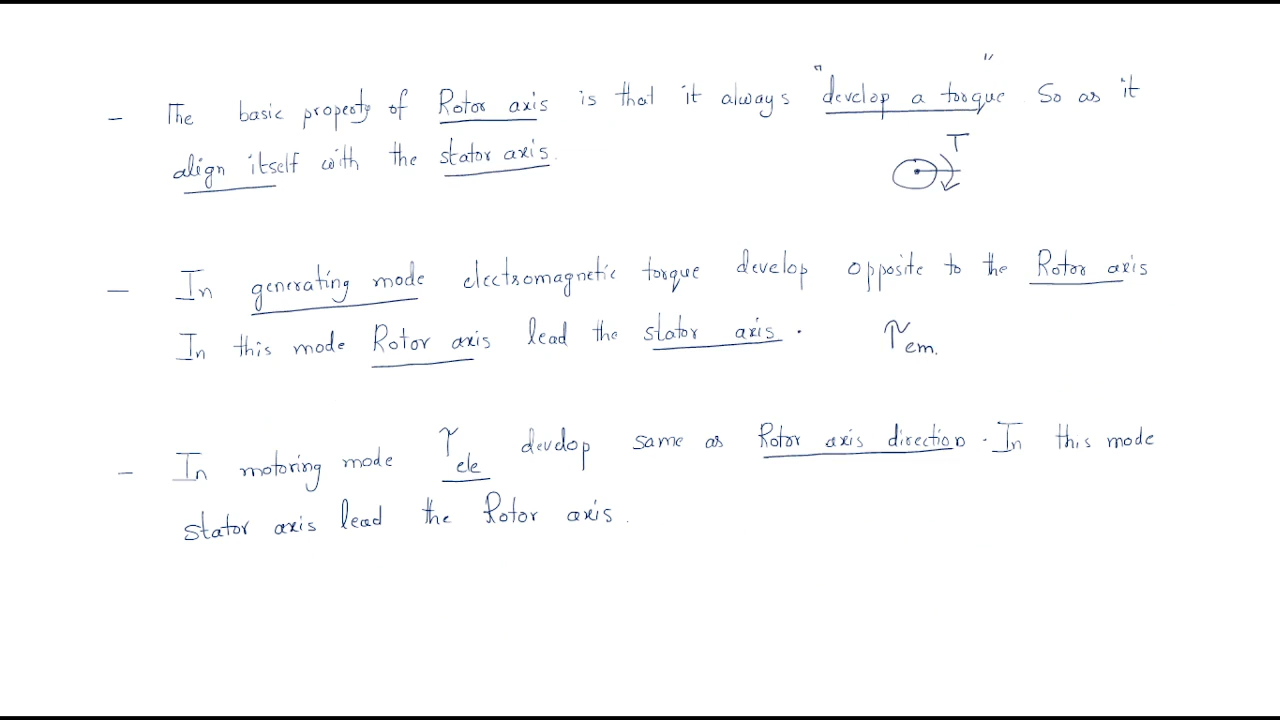 - The basic property of Rotor axis is that it always "develop a torque" So as it
align itself with the stator axis.
T
- In generating mode electromagnetic torque develop opposite to the Rotor axis
In this mode Rotor axis lead the stator axis .
τem.
- In motoring mode τele develop same as Rotor axis direction . In this mode
stator axis lead the Rotor axis .